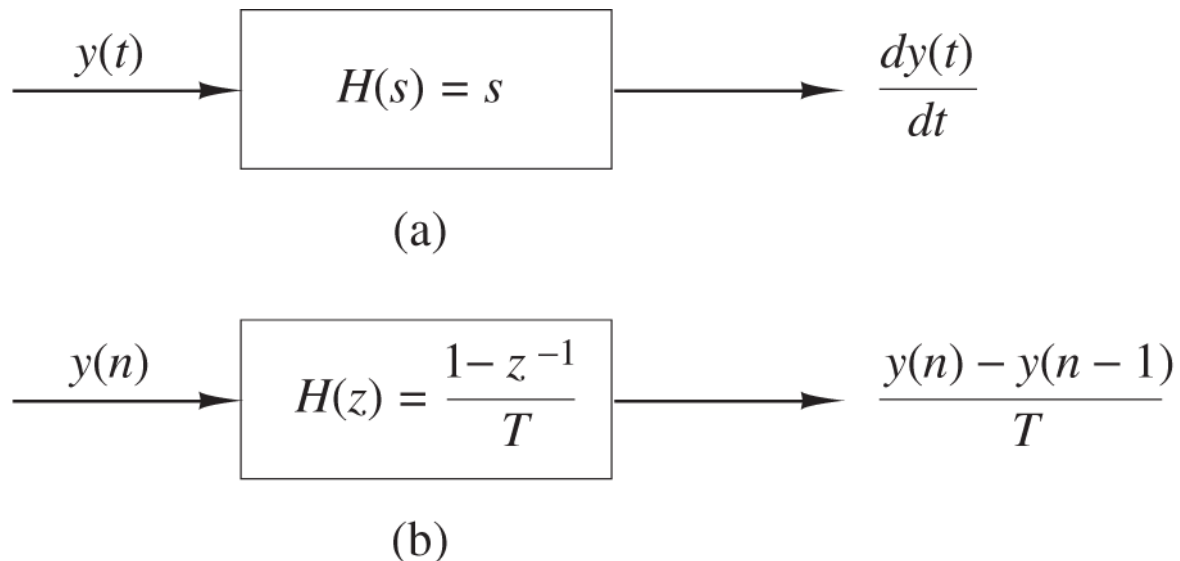 y(t) H(s) = s dy(t)/dt
(a)
y(n) H(z) = (1 − z⁻¹)/T (y(n) − y(n − 1))/T
(b)